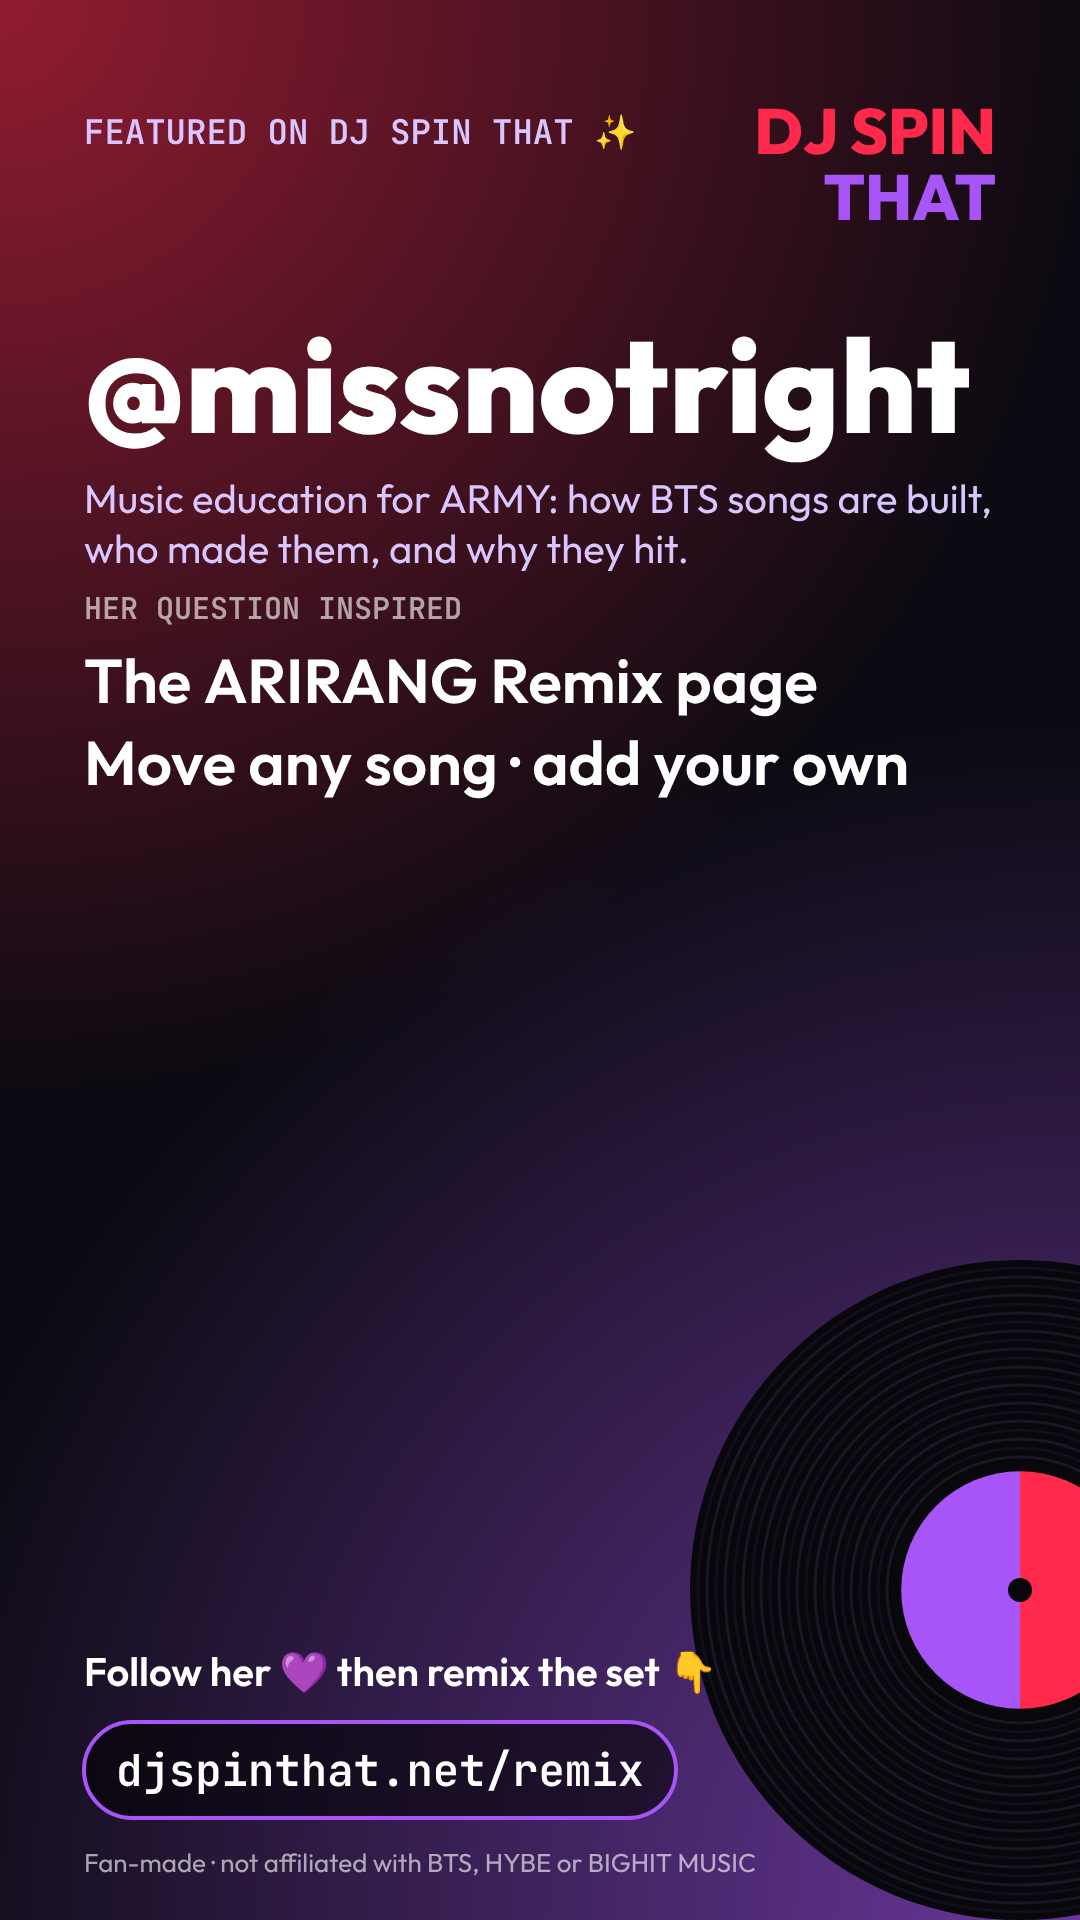 FEATURED ON DJ SPIN THAT ✨
DJ SPIN
THAT
@missnotright
Music education for ARMY: how BTS songs are built,
who made them, and why they hit.
HER QUESTION INSPIRED
The ARIRANG Remix page
Move any song · add your own
Follow her 💜 then remix the set 👇
djspinthat.net/remix
Fan-made · not affiliated with BTS, HYBE or BIGHIT MUSIC